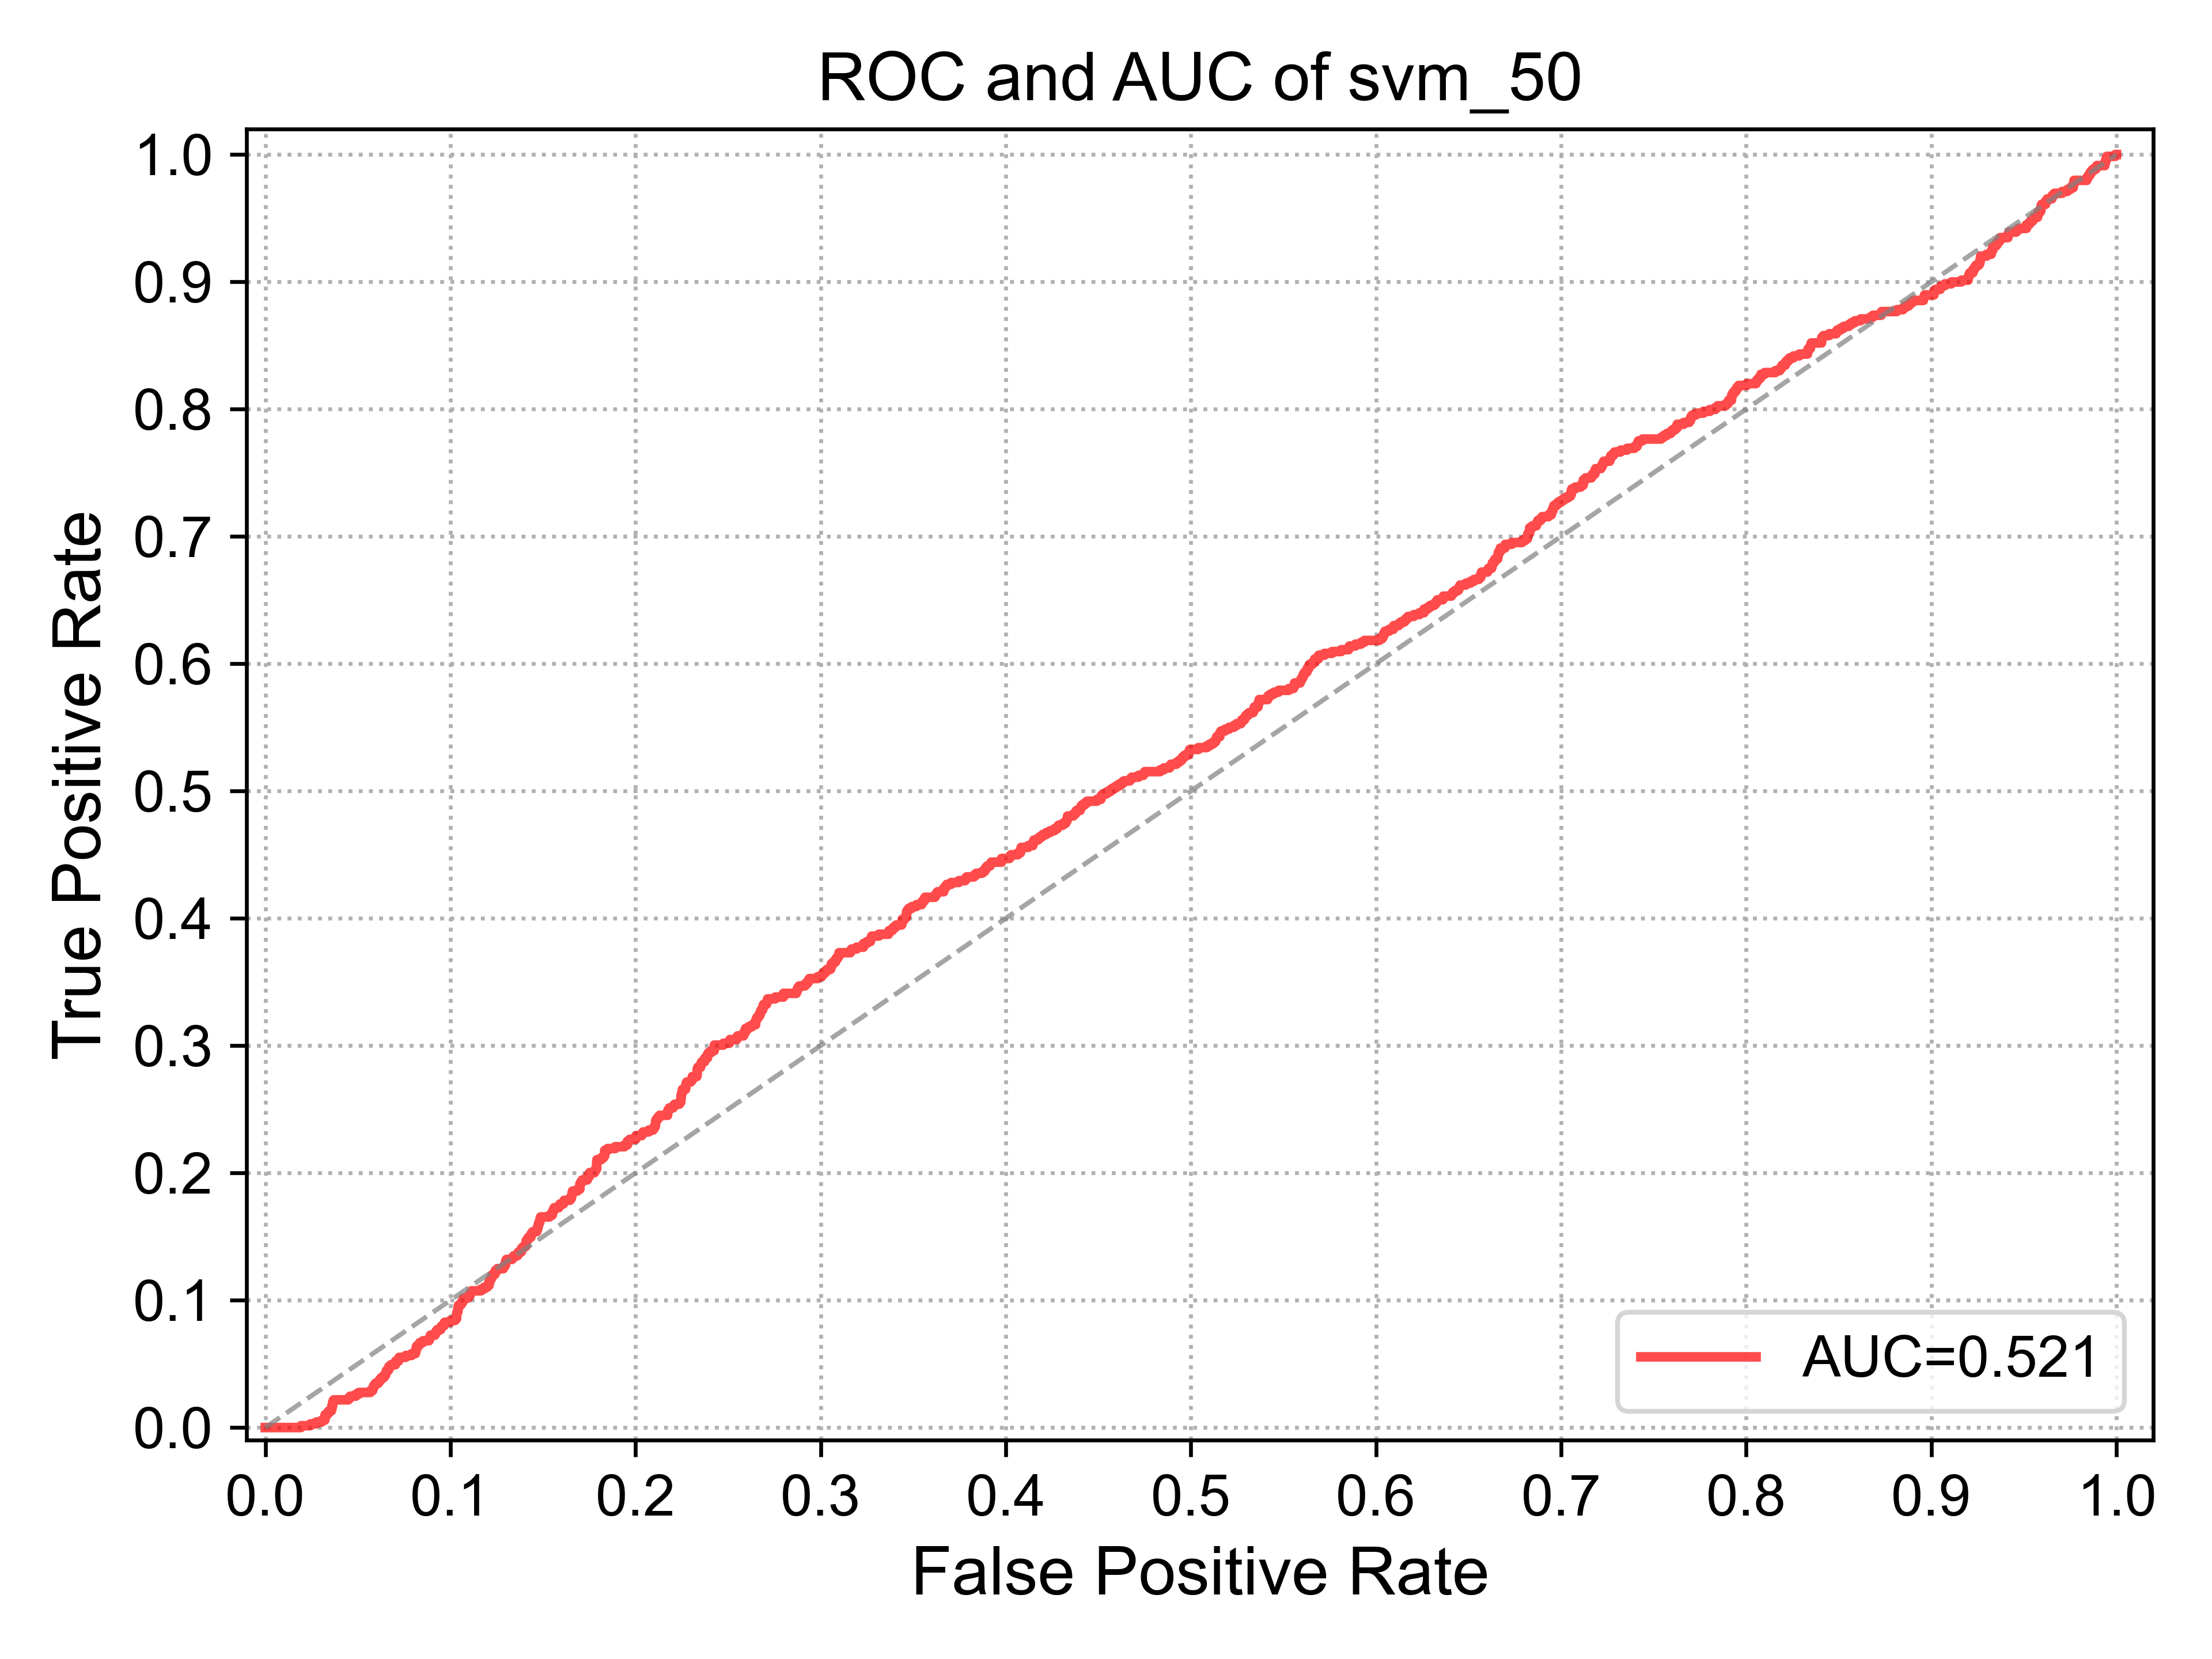 ROC and AUC of svm_50
True Positive Rate
1.0
0.9
0.8
0.7
0.6
0.5
0.4
0.3
0.2
0.1
0.0
AUC=0.521
0.0 0.1 0.2 0.3 0.4 0.5 0.6 0.7 0.8 0.9 1.0
False Positive Rate